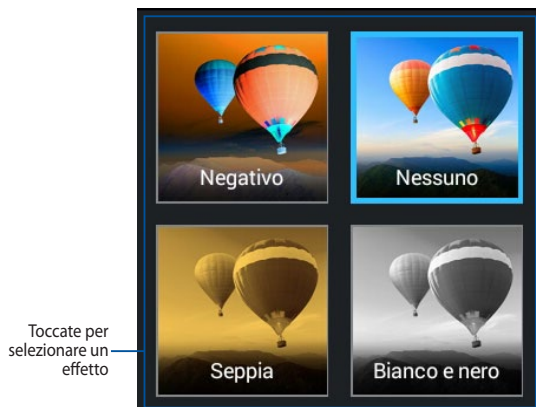 Negativo
Nessuno
Toccate per
selezionare un
effetto
Seppia
Bianco e nero